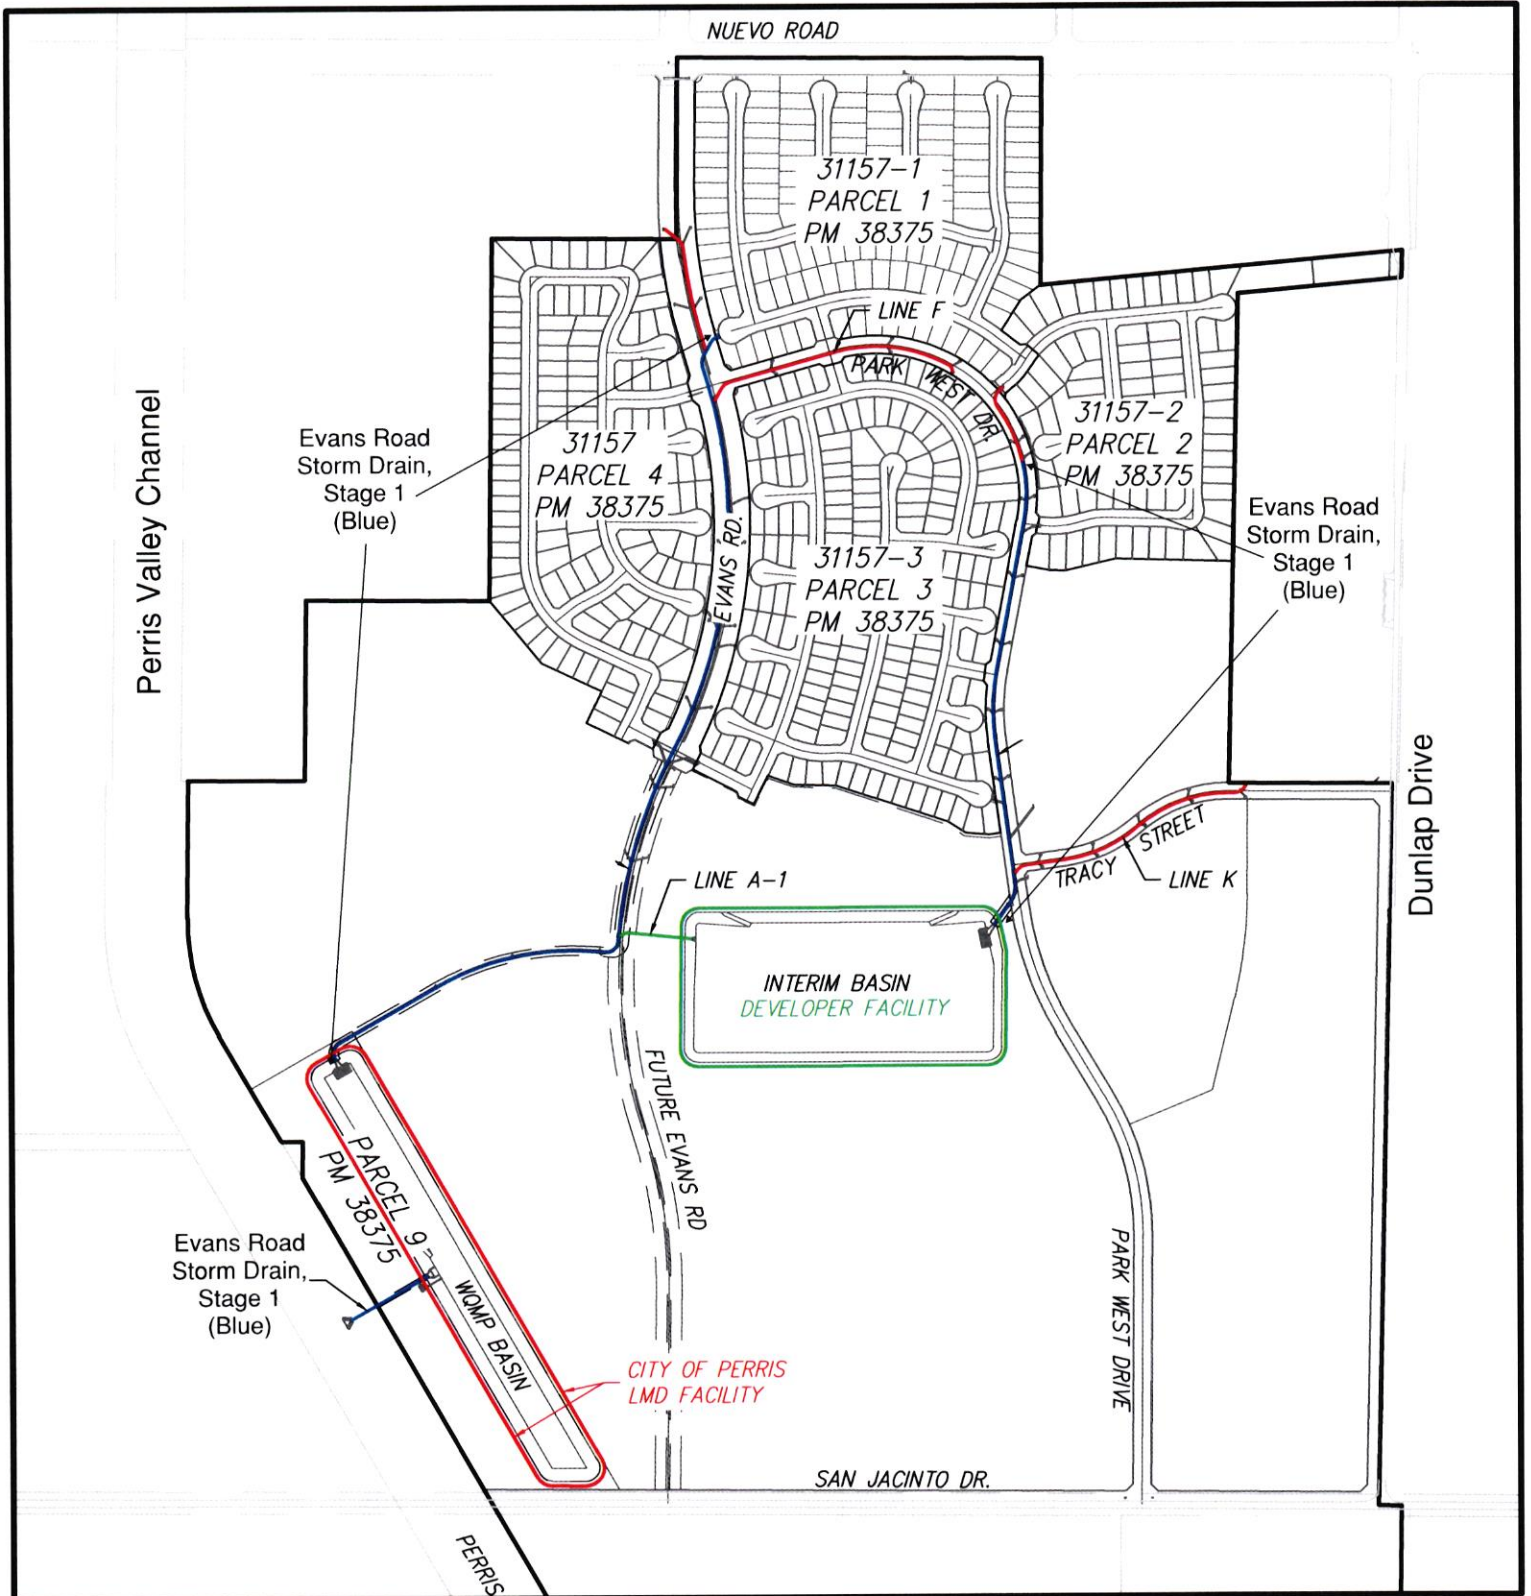 NUEVO ROAD
31157-1
PARCEL 1
PM 38375
LINE F
PARK WEST DR.
31157-2
PARCEL 2
PM 38375
Perris Valley Channel
Evans Road
Storm Drain,
Stage 1
(Blue)
31157
PARCEL 4
PM 38375
EVANS RD.
31157-3
PARCEL 3
PM 38375
Evans Road
Storm Drain,
Stage 1
(Blue)
Dunlap Drive
TRACY STREET
LINE K
LINE A-1
INTERIM BASIN
DEVELOPER FACILITY
FUTURE EVANS RD
PARCEL 9
PM 38375
WQMP BASIN
Evans Road
Storm Drain,
Stage 1
(Blue)
CITY OF PERRIS
LMD FACILITY
PARK WEST DRIVE
SAN JACINTO DR.
PERRIS